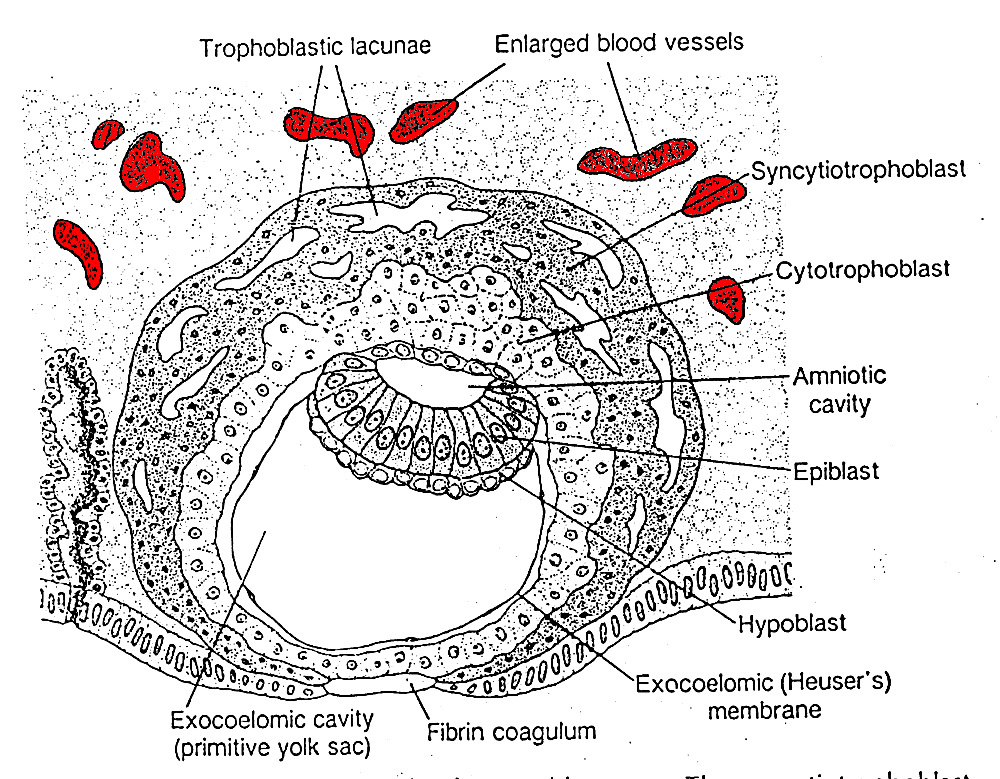 Trophoblastic lacunae
Enlarged blood vessels
Syncytiotrophoblast
Cytotrophoblast
Amniotic
cavity
Epiblast
Hypoblast
Exocoelomic (Heuser's)
membrane
Fibrin coagulum
Exocoelomic cavity
(primitive yolk sac)